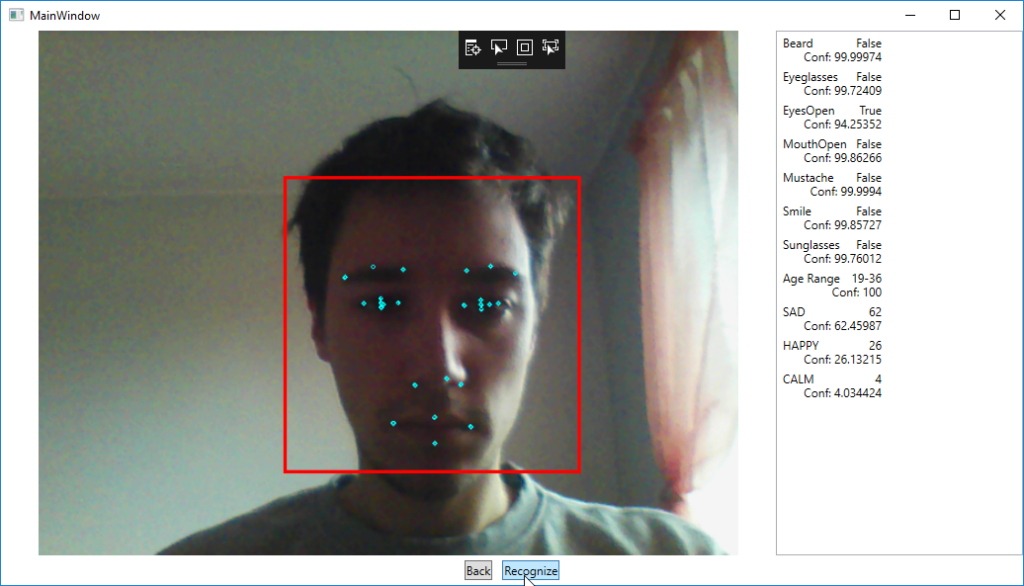 MainWindow
Beard False
Conf: 99.99974
Eyeglasses False
Conf: 99.72409
EyesOpen True
Conf: 94.25352
MouthOpen False
Conf: 99.86266
Mustache False
Conf: 99.9994
Smile False
Conf: 99.85727
Sunglasses False
Conf: 99.76012
Age Range 19-36
Conf: 100
SAD 62
Conf: 62.45987
HAPPY 26
Conf: 26.13215
CALM 4
Conf: 4.034424
Back Recognize